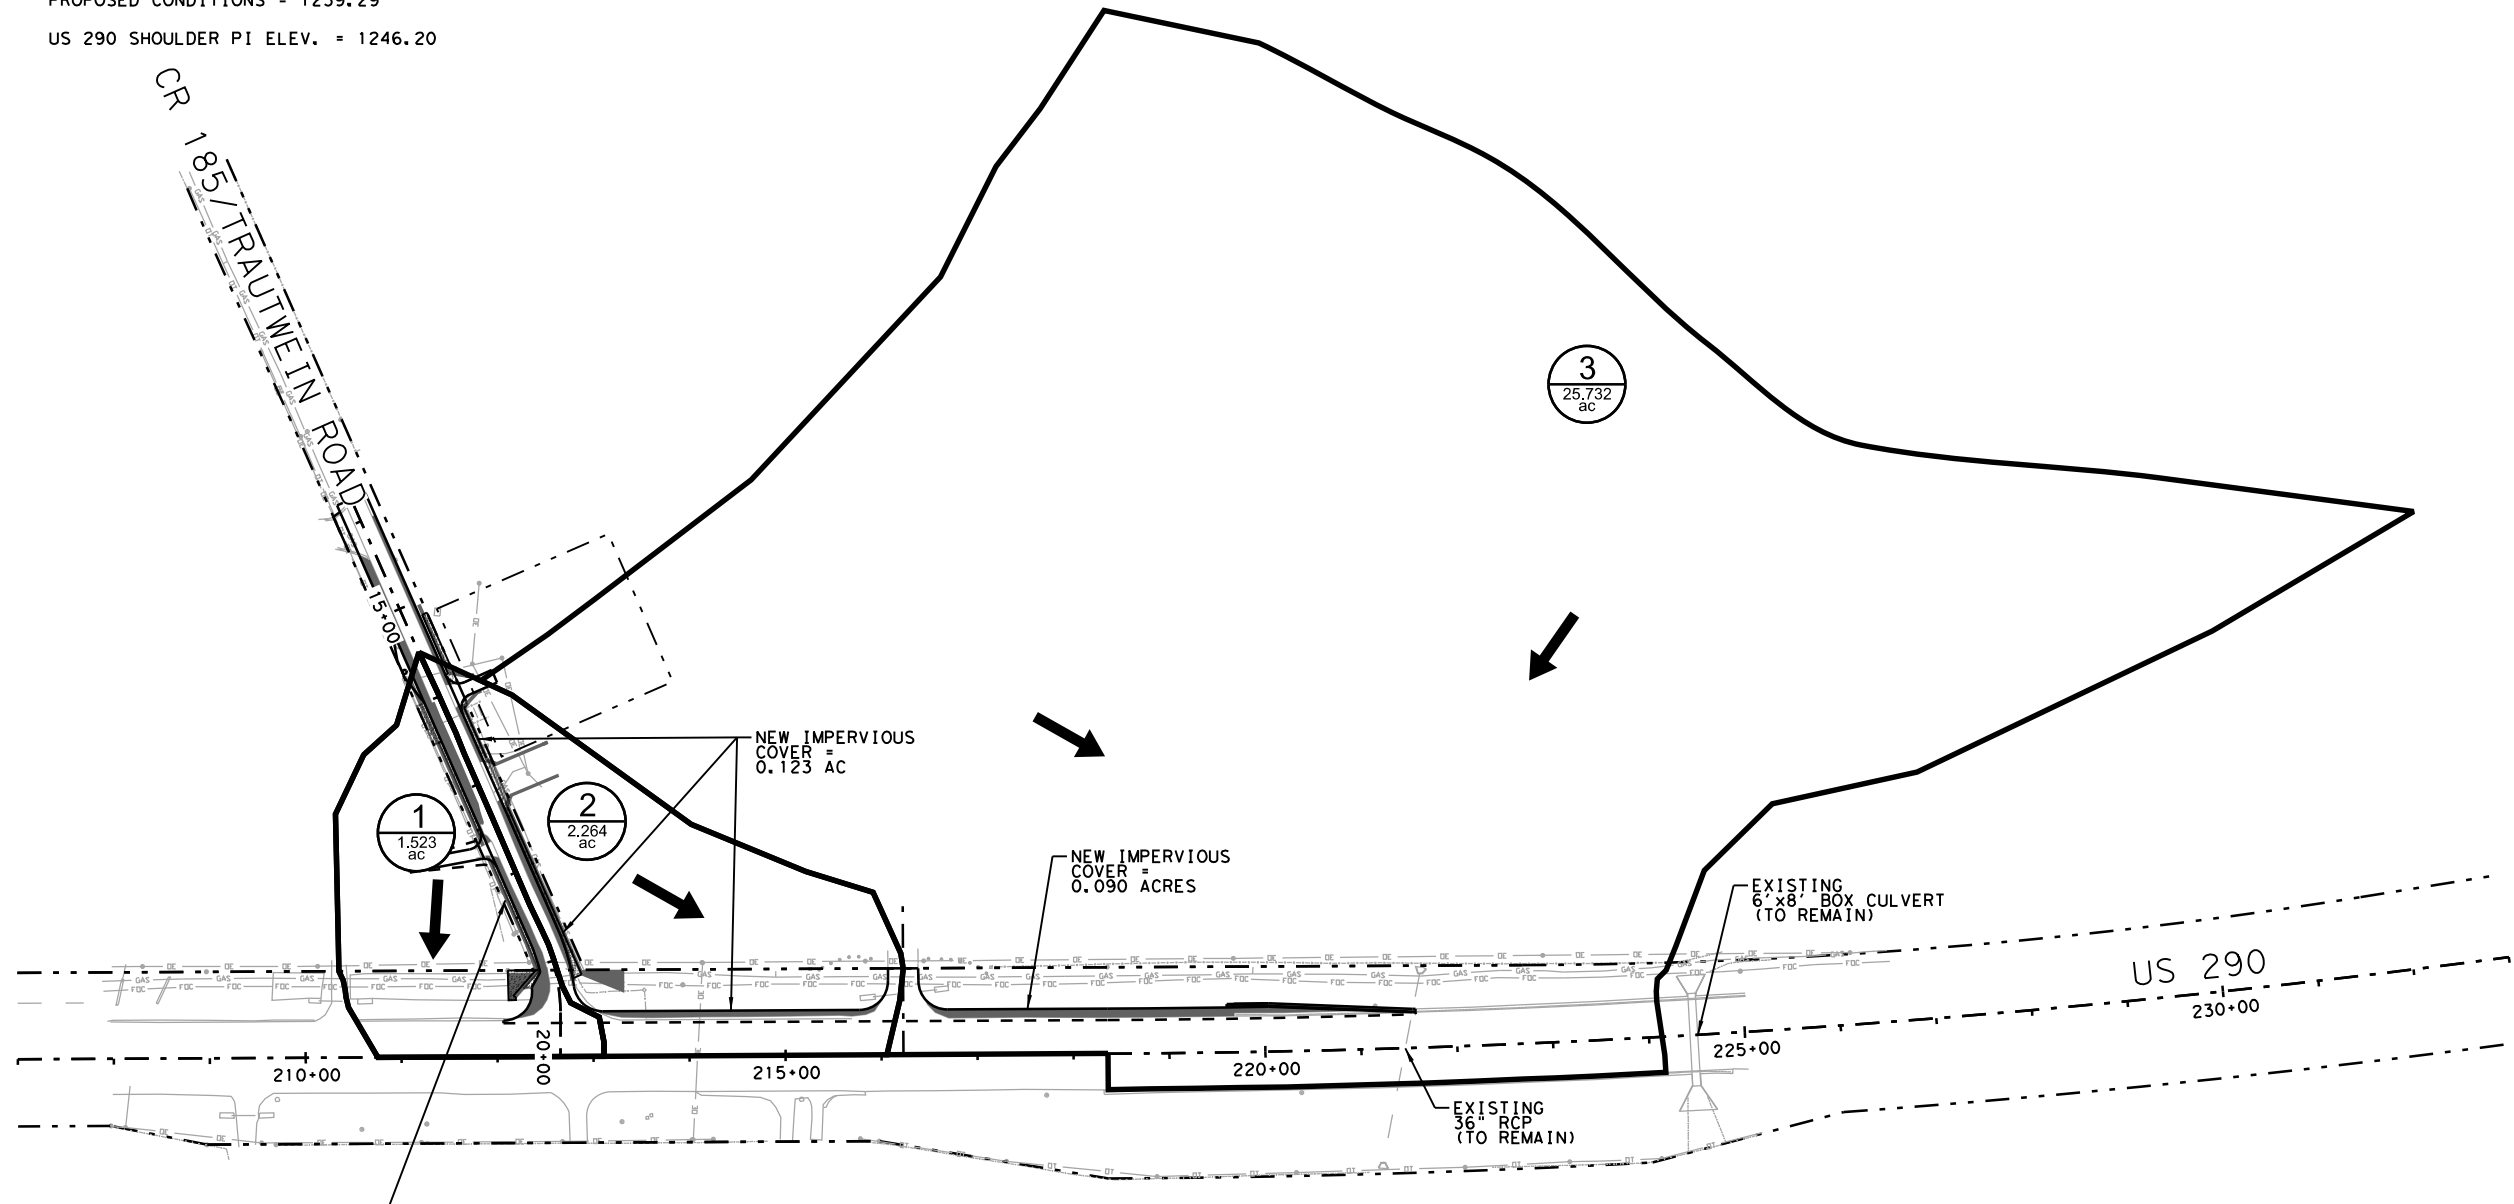 PROPOSED CONDITIONS = 1239.29
US 290 SHOULDER PI ELEV. = 1246.20
CR 185/TRAUTWEIN ROAD
3
25.732
ac
15+00
NEW IMPERVIOUS
COVER =
0.123 AC
1
1.523
ac
2
2.264
ac
NEW IMPERVIOUS
COVER =
0.090 ACRES
EXISTING
6'x8' BOX CULVERT
(TO REMAIN)
US 290
230+00
225+00
220+00
215+00
210+00
20+00
EXISTING
36" RCP
(TO REMAIN)